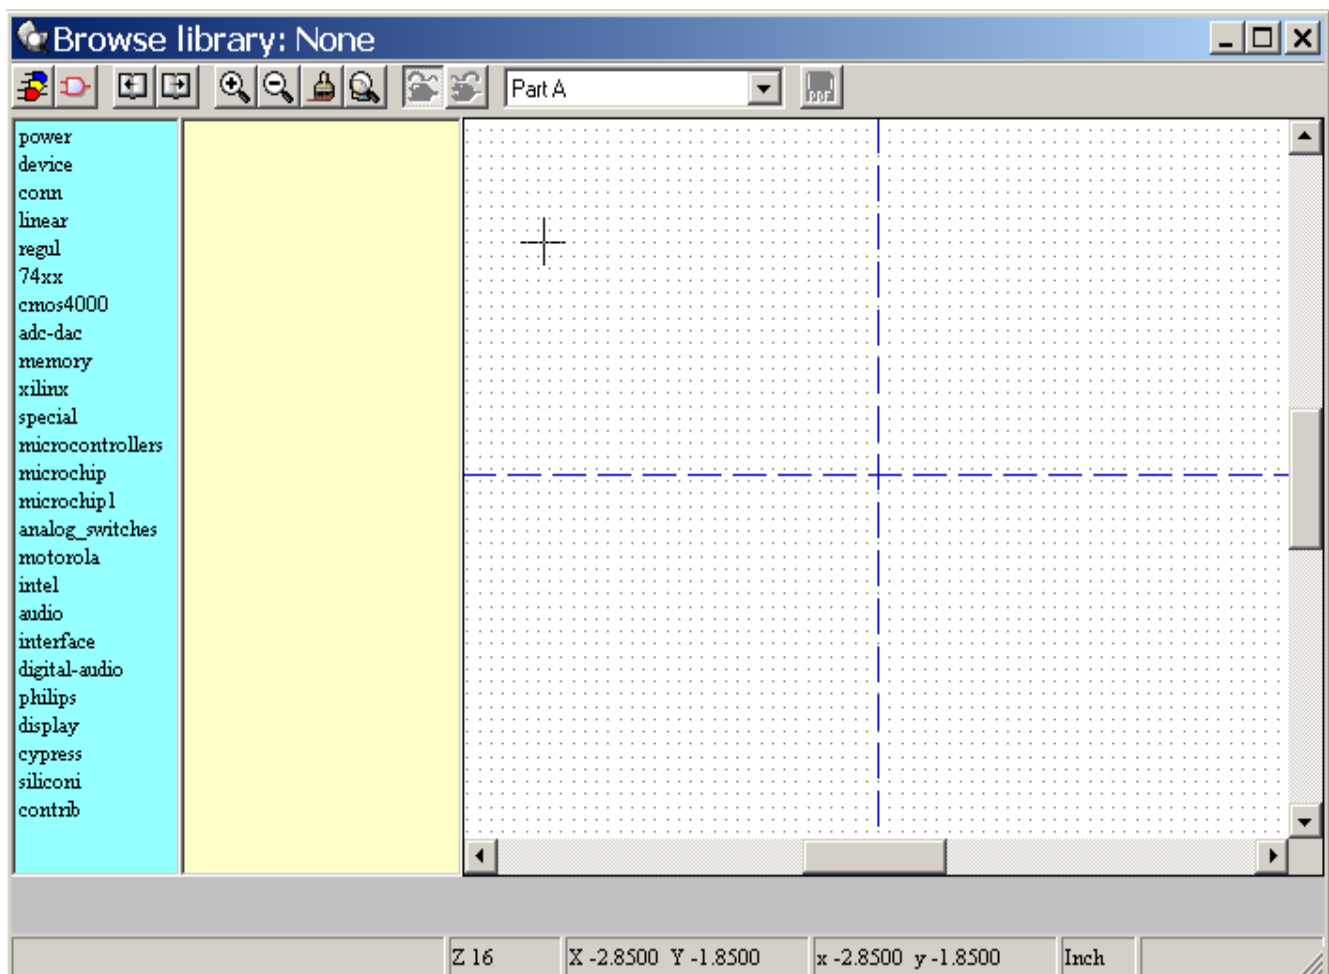 Browse library: None
Part A
PDF
power
device
conn
linear
regul
74xx
cmos4000
adc-dac
memory
xilinx
special
microcontrollers
microchip
microchip1
analog_switches
motorola
intel
audio
interface
digital-audio
philips
display
cypress
siliconi
contrib
Z 16 X -2.8500 Y -1.8500 x -2.8500 y -1.8500 Inch